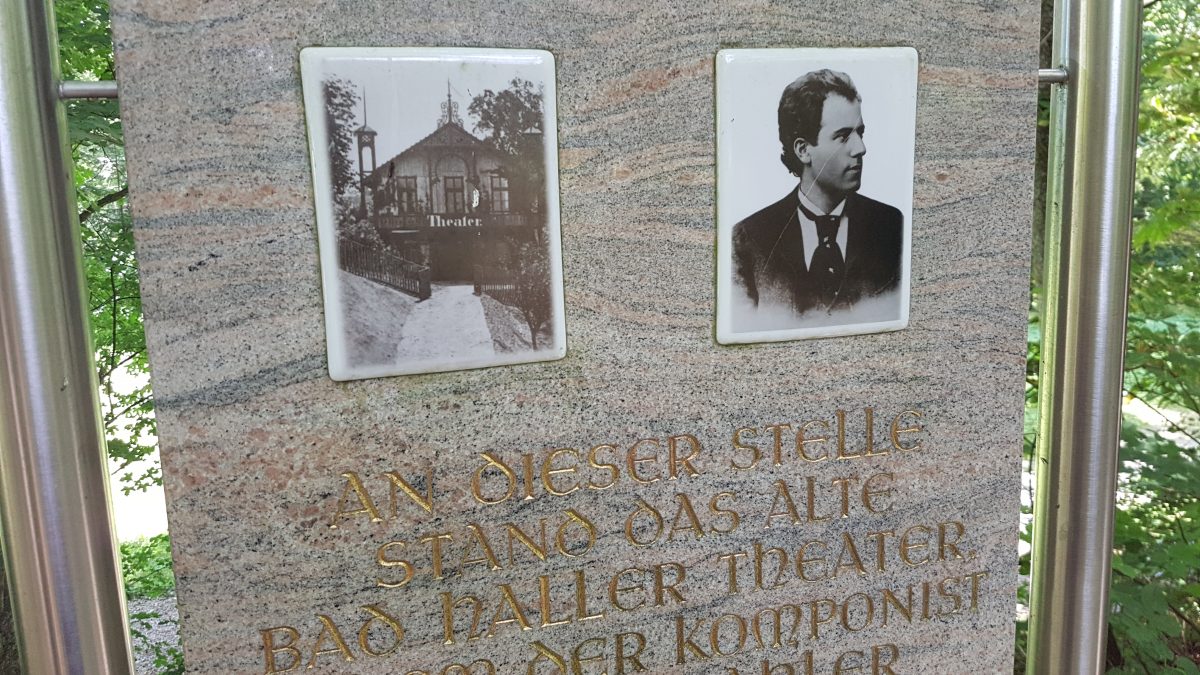 Theater.
AN DIESER STELLE
STAND DAS ALTE
BAD HALLER THEATER,
DER KOMPONIST